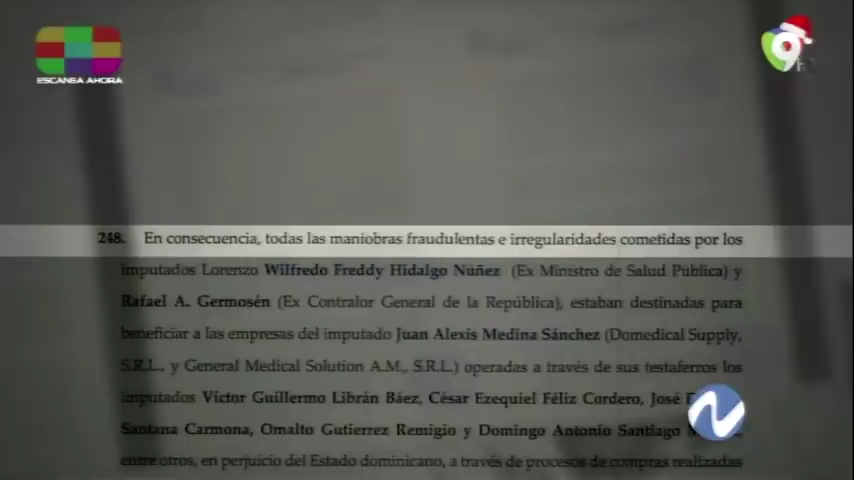 ESCANEA AHORA
9
248. En consecuencia, todas las maniobras fraudulentas e irregularidades cometidas por los
imputados Lorenzo Wilfredo Freddy Hidalgo Núñez (Ex Ministro de Salud Publica) y
Rafael A. Germosén (Ex Contralor General de la República), estaban destinadas para
beneficiar a las empresas del imputado Juan Alexis Medina Sánchez (Domedical Supply,
S.R.L., y General Medical Solution A.M., S.R.L.) operadas a través de sus testaferros los
imputados Víctor Guillermo Librán Báez, César Ezequiel Féliz Cordero, José
Santana Carmona, Omalto Gutierrez Remigio y Domingo Antonio Santiago
entre otros, en perjuicio del Estado dominicano, a través de procesos de compras realizadas